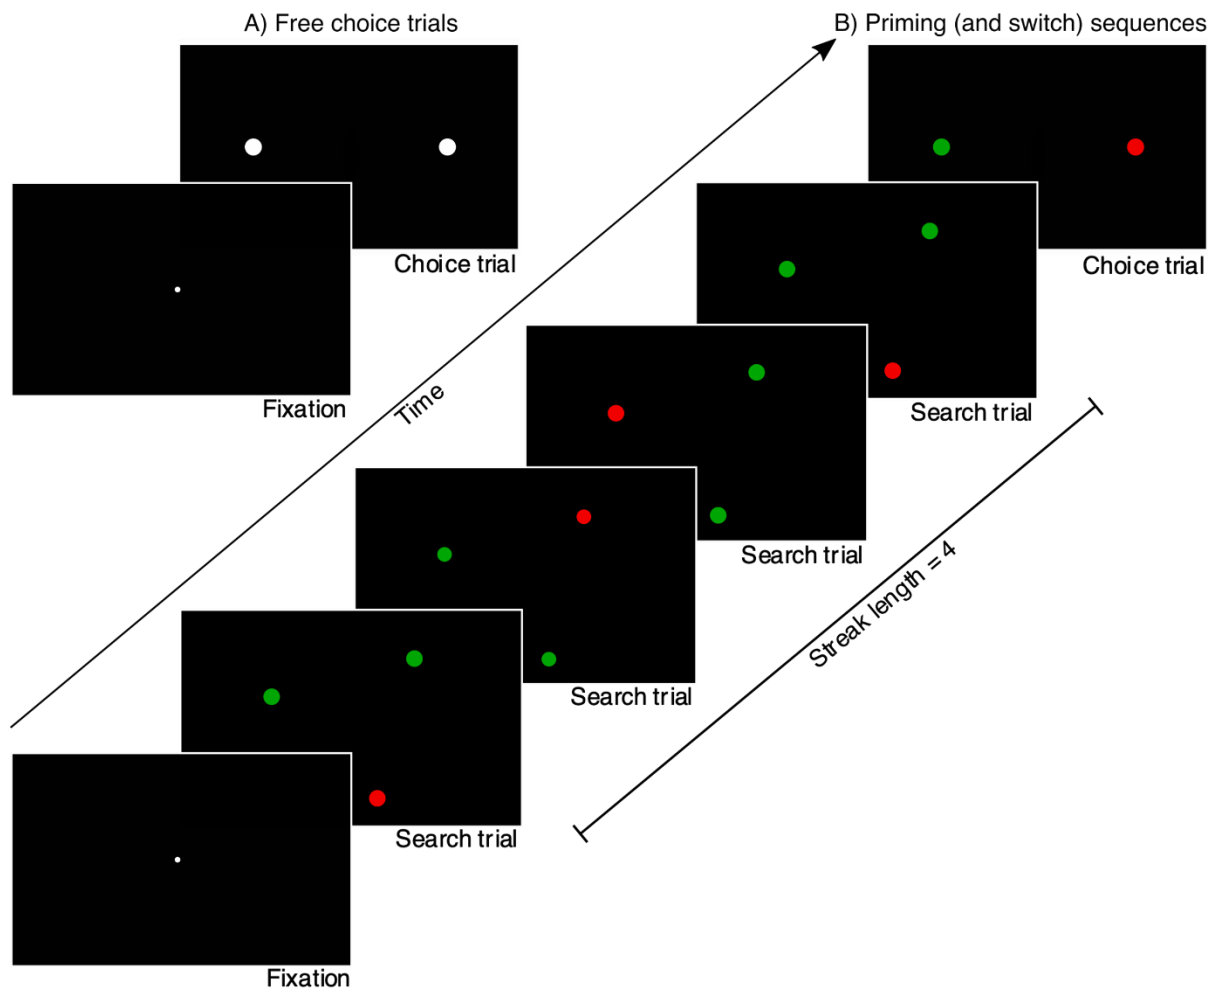 A) Free choice trials
B) Priming (and switch) sequences
Choice trial
Choice trial
Fixation
Time
Search trial
Search trial
Streak length = 4
Search trial
Search trial
Fixation